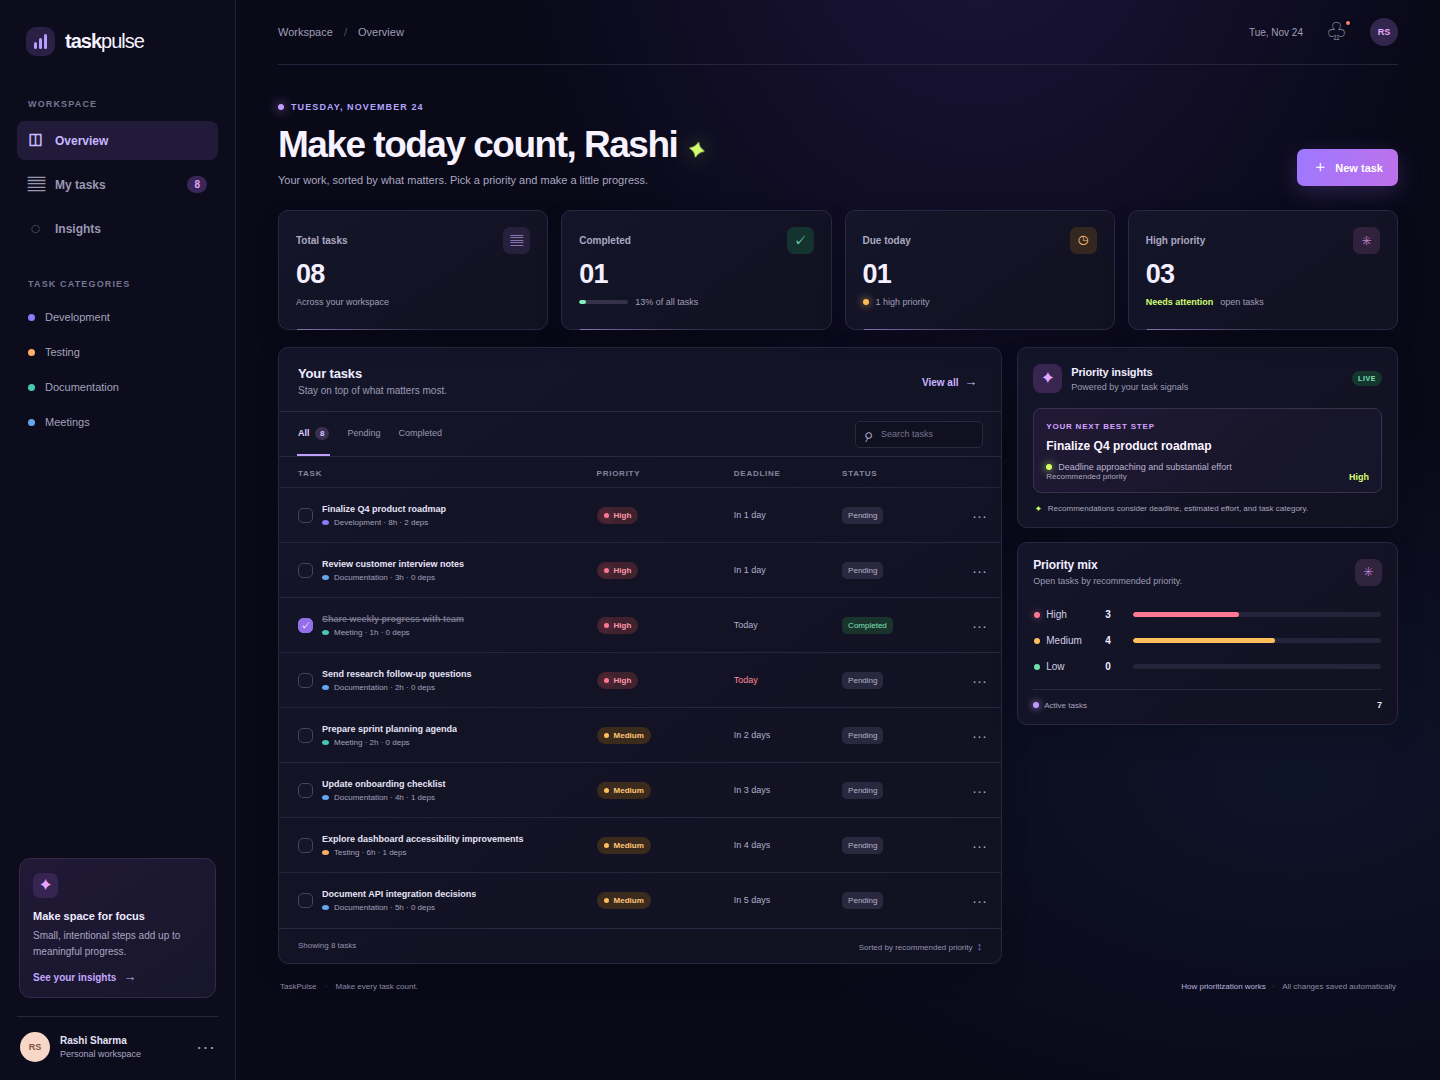 taskpulse
WORKSPACE
Overview
My tasks 8
Insights
TASK CATEGORIES
Development
Testing
Documentation
Meetings
Make space for focus
Small, intentional steps add up to
meaningful progress.
See your insights →
RS Rashi Sharma
Personal workspace
Workspace / Overview
Tue, Nov 24
RS
TUESDAY, NOVEMBER 24
Make today count, Rashi
Your work, sorted by what matters. Pick a priority and make a little progress.
+ New task
Total tasks
08
Across your workspace
Completed
01
13% of all tasks
Due today
01
1 high priority
High priority
03
Needs attention open tasks
Your tasks
Stay on top of what matters most.
View all →
All 8 Pending Completed
Search tasks
TASK PRIORITY DEADLINE STATUS
Finalize Q4 product roadmap
Development · 8h · 2 deps
High
In 1 day
Pending
Review customer interview notes
Documentation · 3h · 0 deps
High
In 1 day
Pending
Share weekly progress with team
Meeting · 1h · 0 deps
High
Today
Completed
Send research follow-up questions
Documentation · 2h · 0 deps
High
Today
Pending
Prepare sprint planning agenda
Meeting · 2h · 0 deps
Medium
In 2 days
Pending
Update onboarding checklist
Documentation · 4h · 1 deps
Medium
In 3 days
Pending
Explore dashboard accessibility improvements
Testing · 6h · 1 deps
Medium
In 4 days
Pending
Document API integration decisions
Documentation · 5h · 0 deps
Medium
In 5 days
Pending
Showing 8 tasks
Sorted by recommended priority ↕
Priority insights
Powered by your task signals
LIVE
YOUR NEXT BEST STEP
Finalize Q4 product roadmap
Deadline approaching and substantial effort
Recommended priority
High
Recommendations consider deadline, estimated effort, and task category.
Priority mix
Open tasks by recommended priority.
High 3
Medium 4
Low 0
Active tasks 7
TaskPulse · Make every task count.
How prioritization works · All changes saved automatically